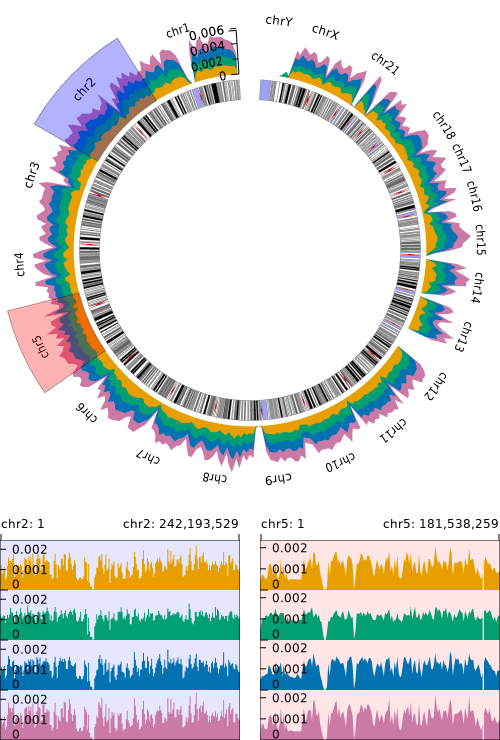 chrY
chrX
chr1
0.006
0.004
0.002
0
chr21
chr2
chr18
chr17
chr3
chr16
chr15
chr4
chr14
chr5
chr13
chr12
chr6
chr11
chr7
chr10
chr8
chr9
chr2: 1 chr2: 242,193,529
chr5: 1 chr5: 181,538,259
0.002 0.002
0.001 0.001
0 0
0.002 0.002
0.001 0.001
0 0
0.002 0.002
0.001 0.001
0 0
0.002 0.002
0.001 0.001
0 0